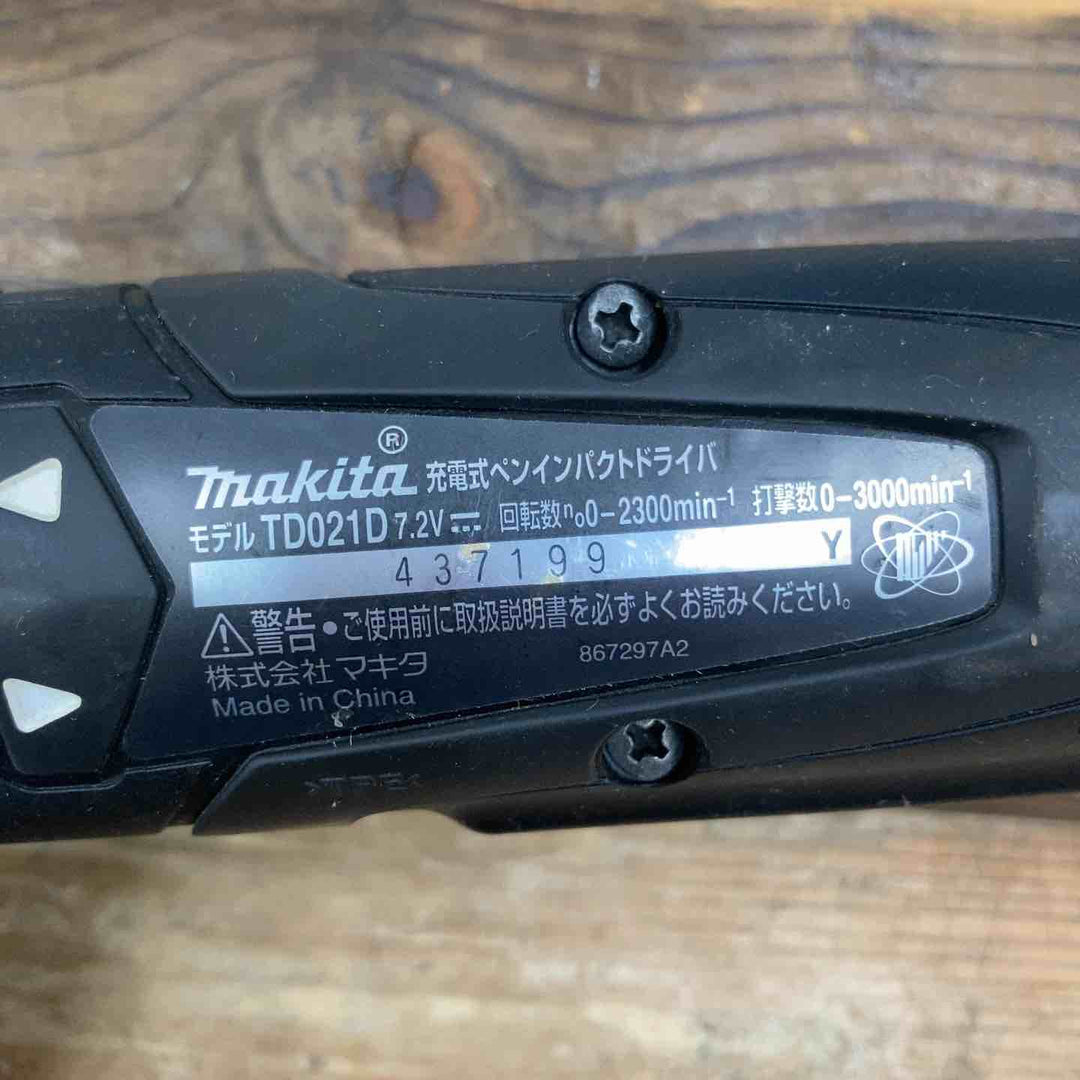 makita® 充電式ペンインパクトドライバ
モデル TD021D 7.2V⎓ 回転数 n₀0-2300min⁻¹ 打撃数 0-3000min⁻¹
437199 Y
⚠警告 ●ご使用前に取扱説明書を必ずよくお読みください。
株式会社 マキタ 867297A2
Made in China